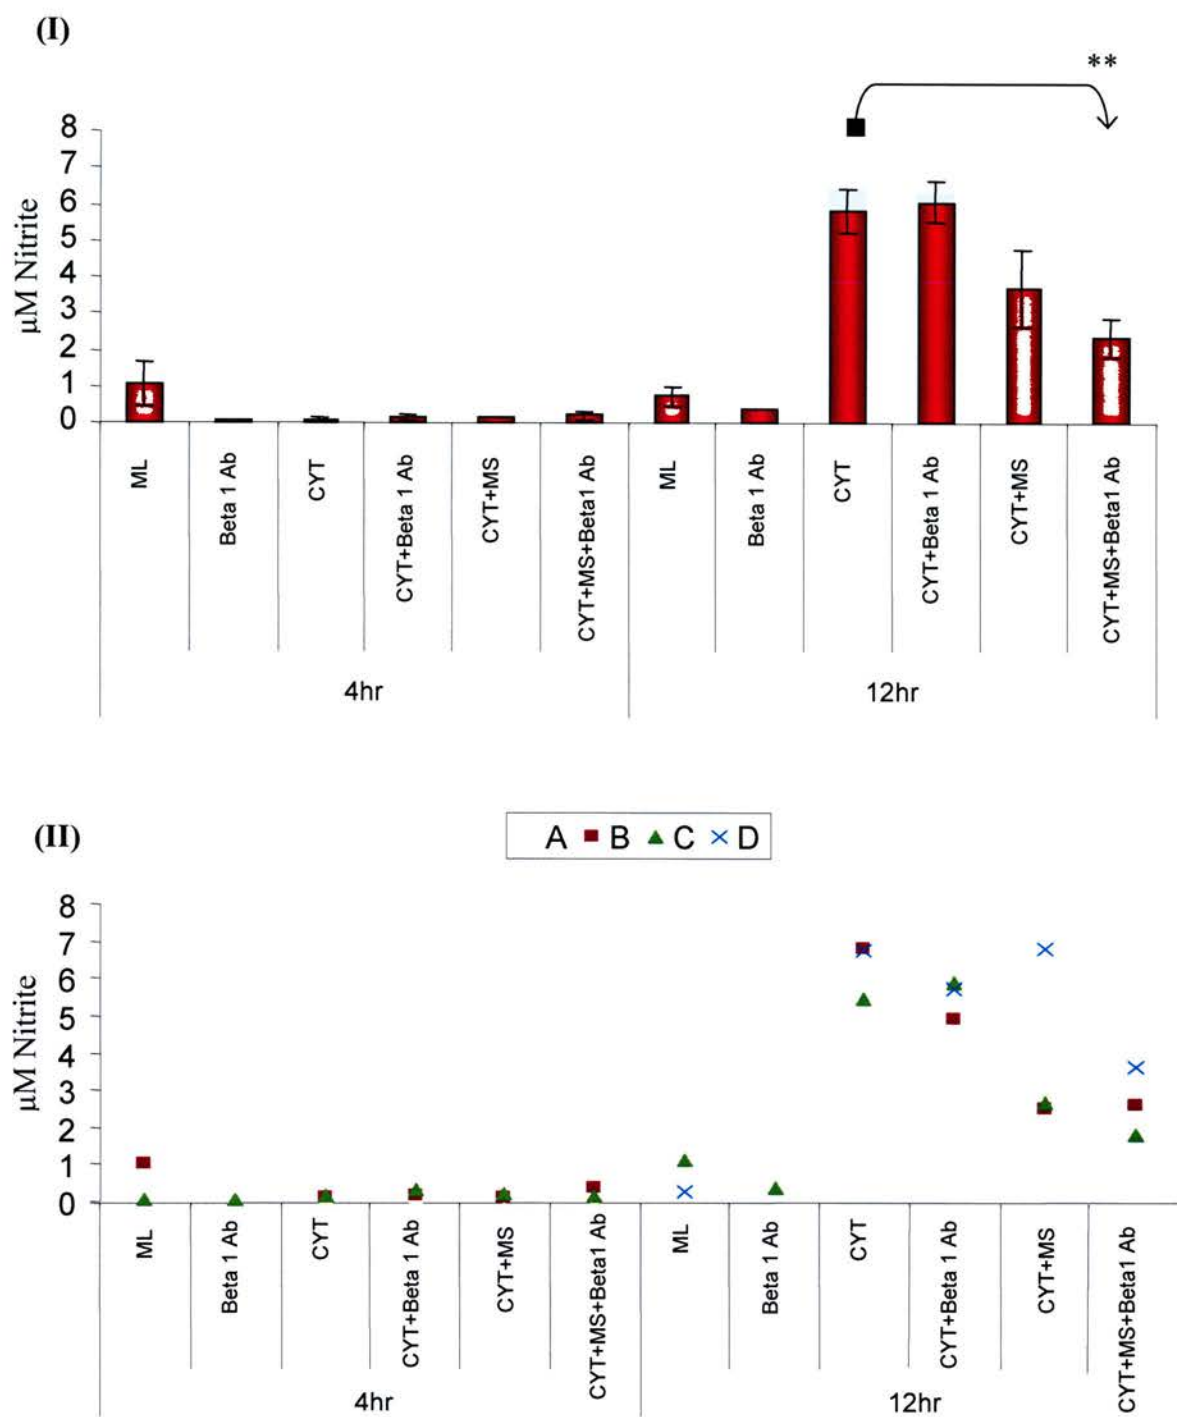 (I)
**
8
7
6
5
4
3
2
1
0
µM Nitrite
ML
Beta 1 Ab
CYT
CYT+Beta 1 Ab
CYT+MS
CYT+MS+Beta1 Ab
ML
Beta 1 Ab
CYT
CYT+Beta 1 Ab
CYT+MS
CYT+MS+Beta1 Ab
4hr
12hr
(II)
A B C D
8
7
6
5
4
3
2
1
0
µM Nitrite
ML
Beta 1 Ab
CYT
CYT+Beta 1 Ab
CYT+MS
CYT+MS+Beta1 Ab
ML
Beta 1 Ab
CYT
CYT+Beta 1 Ab
CYT+MS
CYT+MS+Beta1 Ab
4hr
12hr